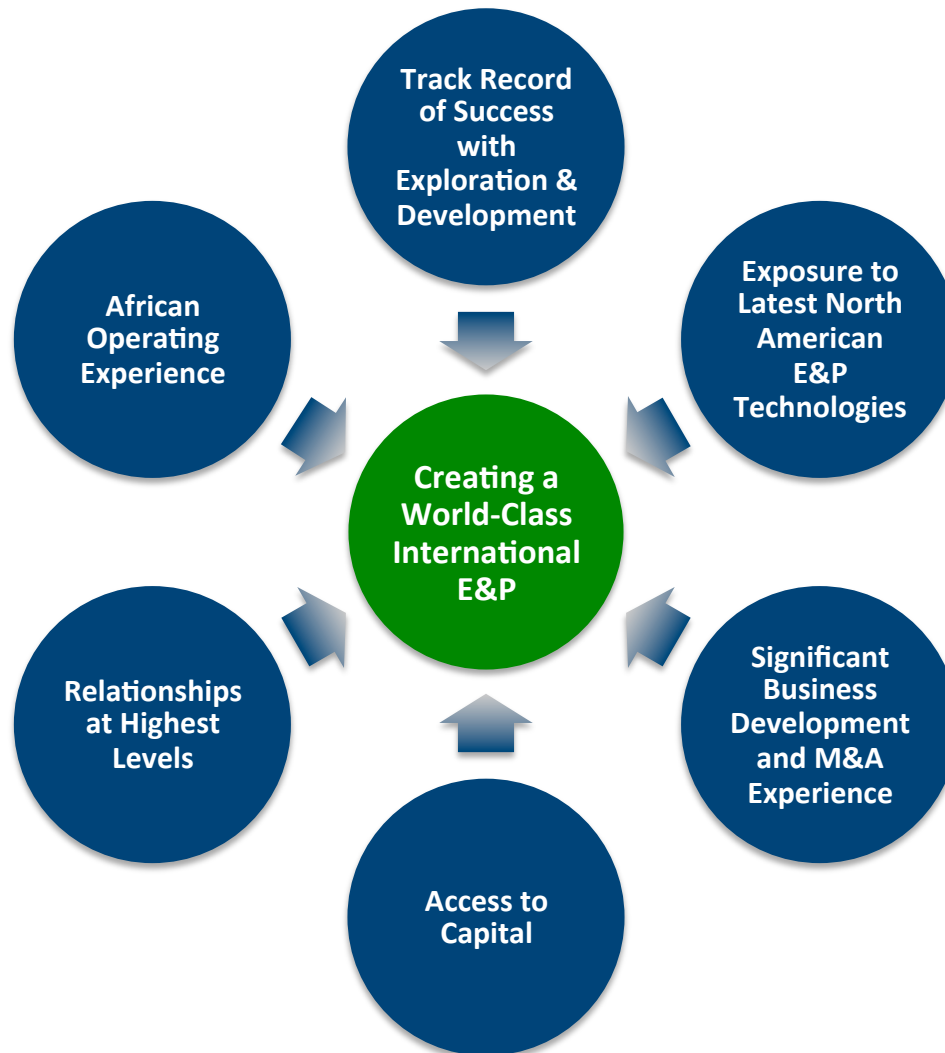 Track Record
of Success
with
Exploration &
Development
African
Operating
Experience
Exposure to
Latest North
American
E&P
Technologies
Creating a
World-Class
International
E&P
Relationships
at Highest
Levels
Significant
Business
Development
and M&A
Experience
Access to
Capital